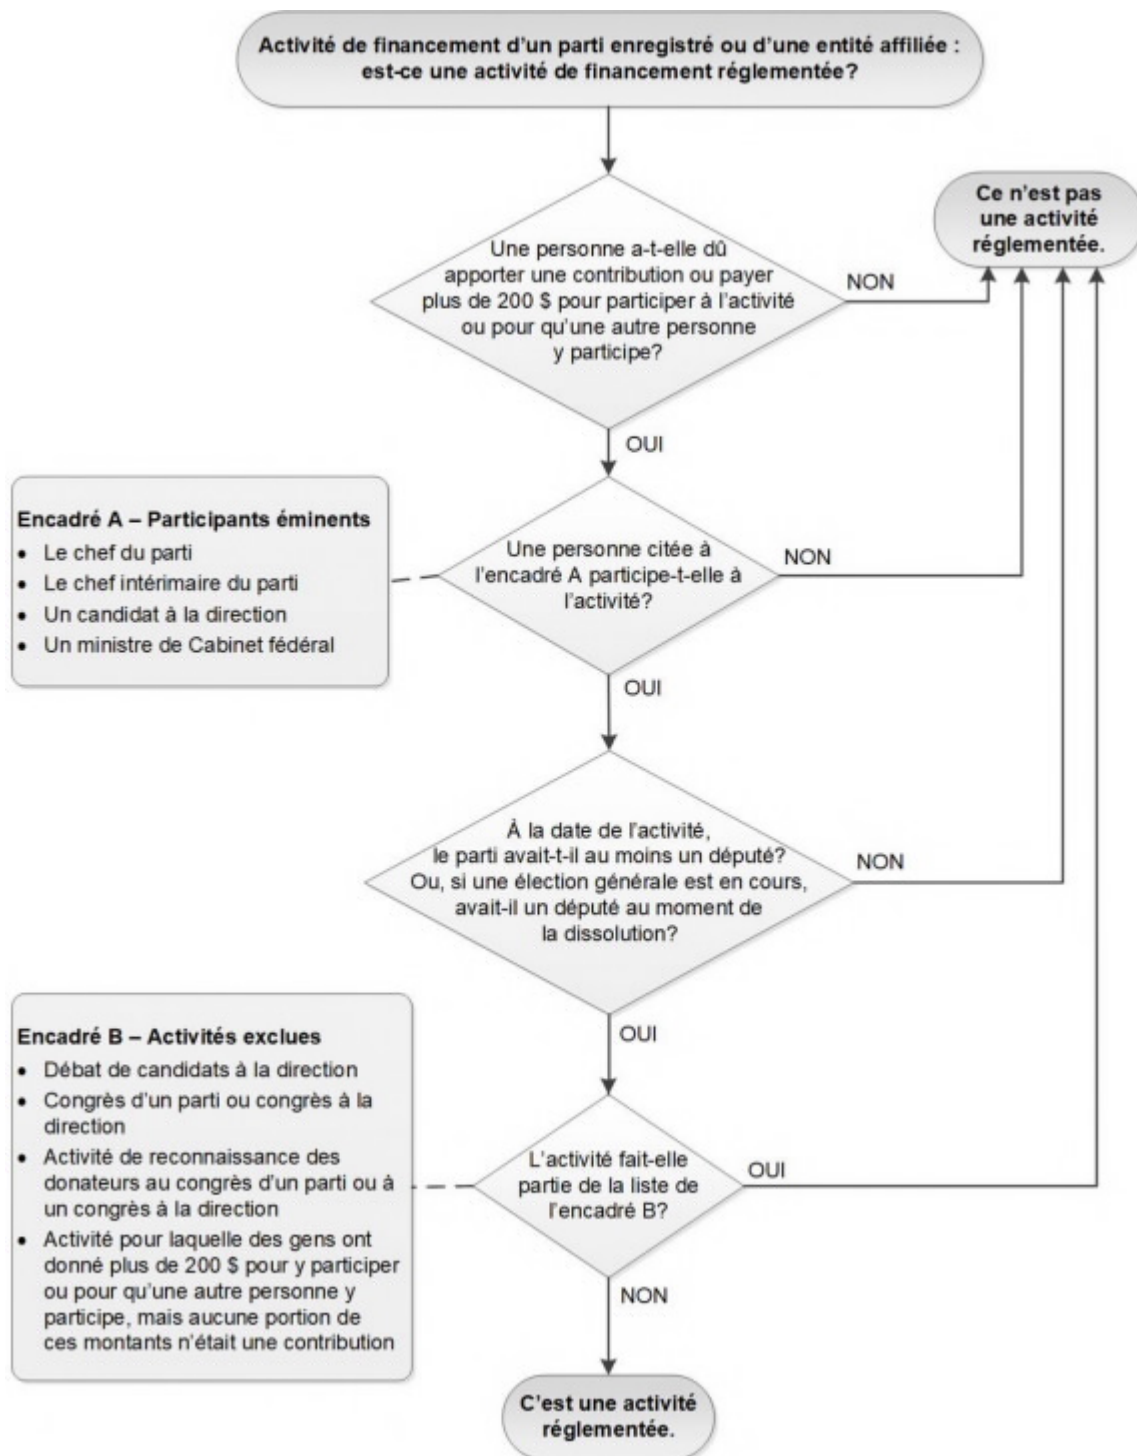 Activité de financement d'un parti enregistré ou d'une entité affiliée :
est-ce une activité de financement réglementée?
Ce n'est pas
une activité
réglementée.
Une personne a-t-elle dû
apporter une contribution ou payer
plus de 200 $ pour participer à l'activité
ou pour qu'une autre personne
y participe?
NON
OUI
Encadré A – Participants éminents
• Le chef du parti
• Le chef intérimaire du parti
• Un candidat à la direction
• Un ministre de Cabinet fédéral
Une personne citée à
l'encadré A participe-t-elle à
l'activité?
NON
OUI
À la date de l'activité,
le parti avait-t-il au moins un député?
Ou, si une élection générale est en cours,
avait-il un député au moment de
la dissolution?
NON
OUI
Encadré B – Activités exclues
• Débat de candidats à la direction
• Congrès d'un parti ou congrès à la
direction
• Activité de reconnaissance des
donateurs au congrès d'un parti ou à
un congrès à la direction
• Activité pour laquelle des gens ont
donné plus de 200 $ pour y participer
ou pour qu'une autre personne y
participe, mais aucune portion de
ces montants n'était une contribution
L'activité fait-elle
partie de la liste de
l'encadré B?
OUI
NON
C'est une activité
réglementée.